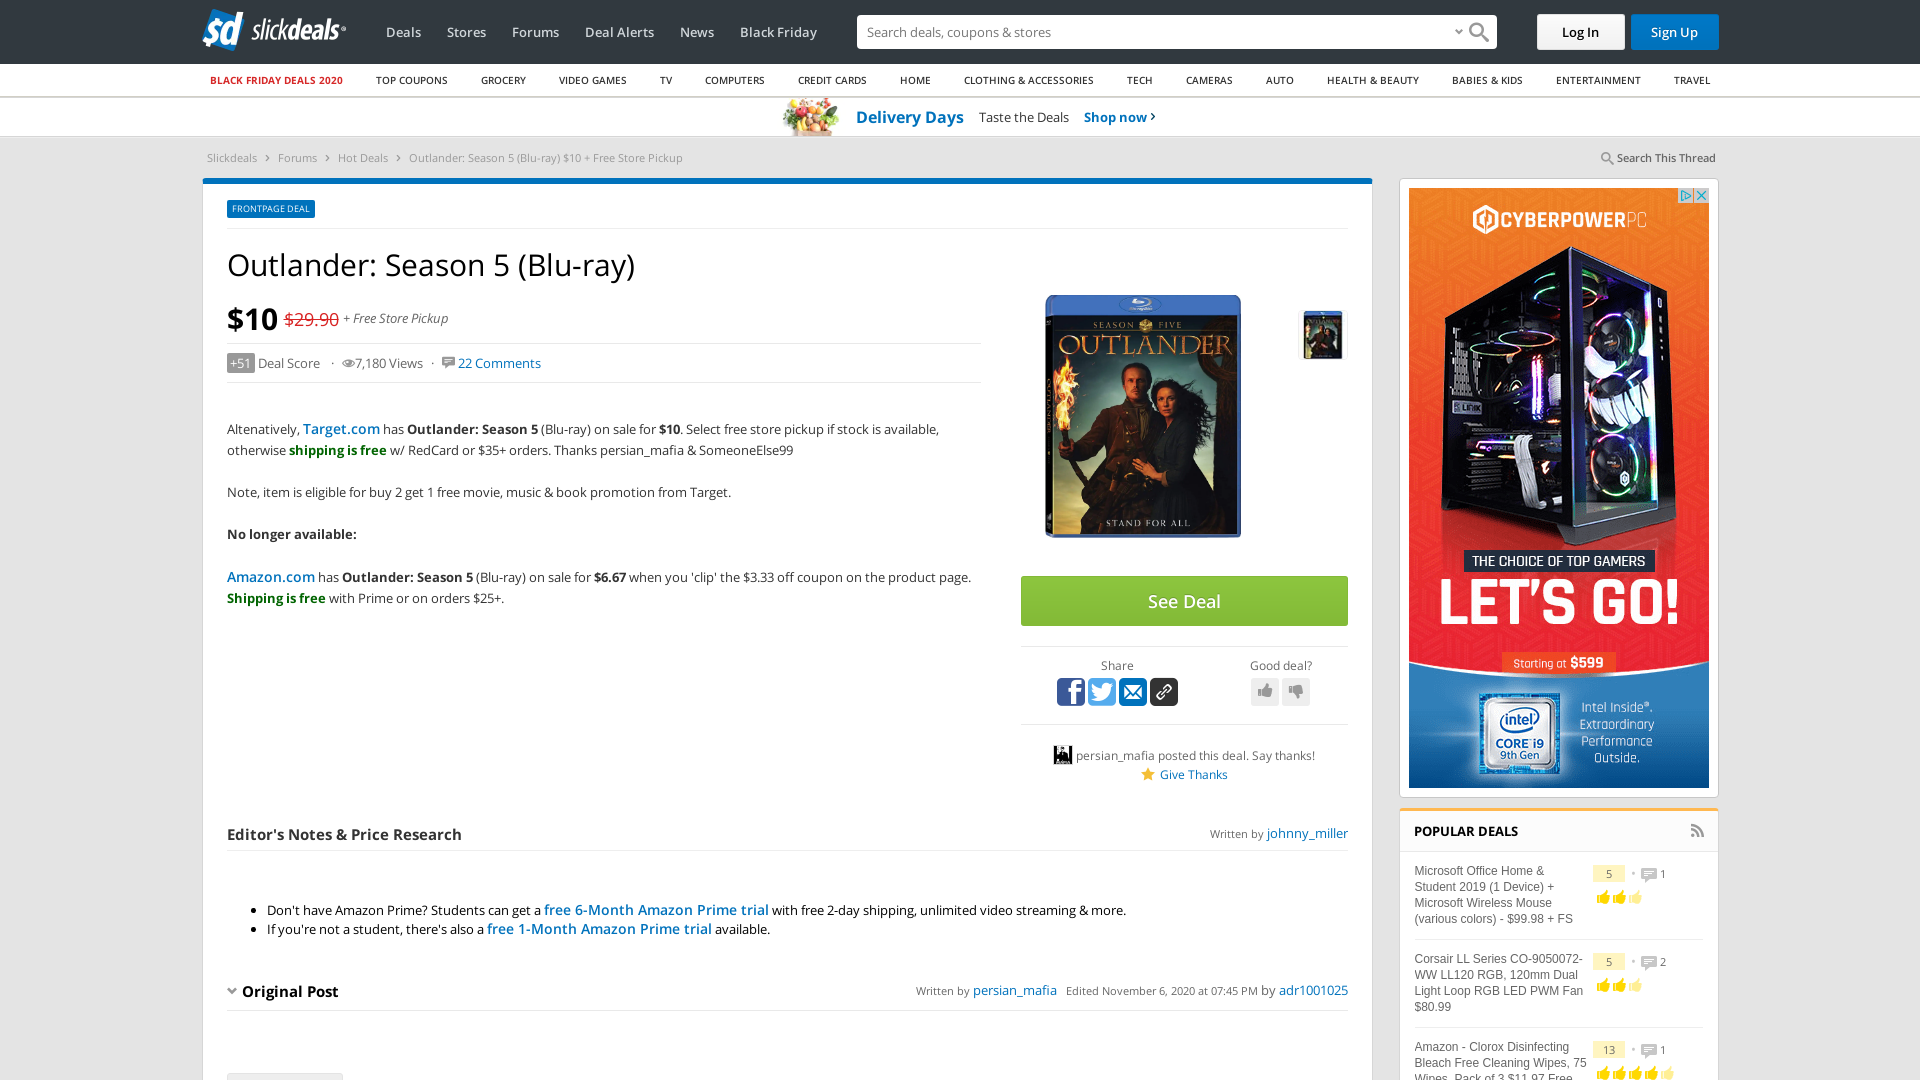 slickdeals
Deals
Stores
Forums
Deal Alerts
News
Black Friday
Search deals, coupons & stores
Log In
Sign Up
BLACK FRIDAY DEALS 2020
TOP COUPONS
GROCERY
VIDEO GAMES
TV
COMPUTERS
CREDIT CARDS
HOME
CLOTHING & ACCESSORIES
TECH
CAMERAS
AUTO
HEALTH & BEAUTY
BABIES & KIDS
ENTERTAINMENT
TRAVEL
Delivery Days Taste the Deals Shop now ›
Slickdeals › Forums › Hot Deals › Outlander: Season 5 (Blu-ray) $10 + Free Store Pickup
Search This Thread
FRONTPAGE DEAL
Outlander: Season 5 (Blu-ray)
$10 $29.90 + Free Store Pickup
+51 Deal Score · 7,180 Views · 22 Comments
Altenatively, Target.com has Outlander: Season 5 (Blu-ray) on sale for $10. Select free store pickup if stock is available,
otherwise shipping is free w/ RedCard or $35+ orders. Thanks persian_mafia & SomeoneElse99
Note, item is eligible for buy 2 get 1 free movie, music & book promotion from Target.
No longer available:
Amazon.com has Outlander: Season 5 (Blu-ray) on sale for $6.67 when you 'clip' the $3.33 off coupon on the product page.
Shipping is free with Prime or on orders $25+.
SEASON FIVE
OUTLANDER
STAND FOR ALL
See Deal
Share
Good deal?
persian_mafia posted this deal. Say thanks!
Give Thanks
Editor's Notes & Price Research
Written by johnny_miller
• Don't have Amazon Prime? Students can get a free 6-Month Amazon Prime trial with free 2-day shipping, unlimited video streaming & more.
• If you're not a student, there's also a free 1-Month Amazon Prime trial available.
Original Post
Written by persian_mafia Edited November 6, 2020 at 07:45 PM by adr1001025
CYBERPOWERPC
THE CHOICE OF TOP GAMERS
LET'S GO!
Starting at $599
intel
CORE i9
9th Gen
Intel Inside®.
Extraordinary
Performance
Outside.
POPULAR DEALS
Microsoft Office Home &
Student 2019 (1 Device) +
Microsoft Wireless Mouse
(various colors) - $99.98 + FS
5 • 1
Corsair LL Series CO-9050072-
WW LL120 RGB, 120mm Dual
Light Loop RGB LED PWM Fan
$80.99
5 • 2
Amazon - Clorox Disinfecting
Bleach Free Cleaning Wipes, 75
Wipes, Pack of 3 $11.97 Free
13 • 1